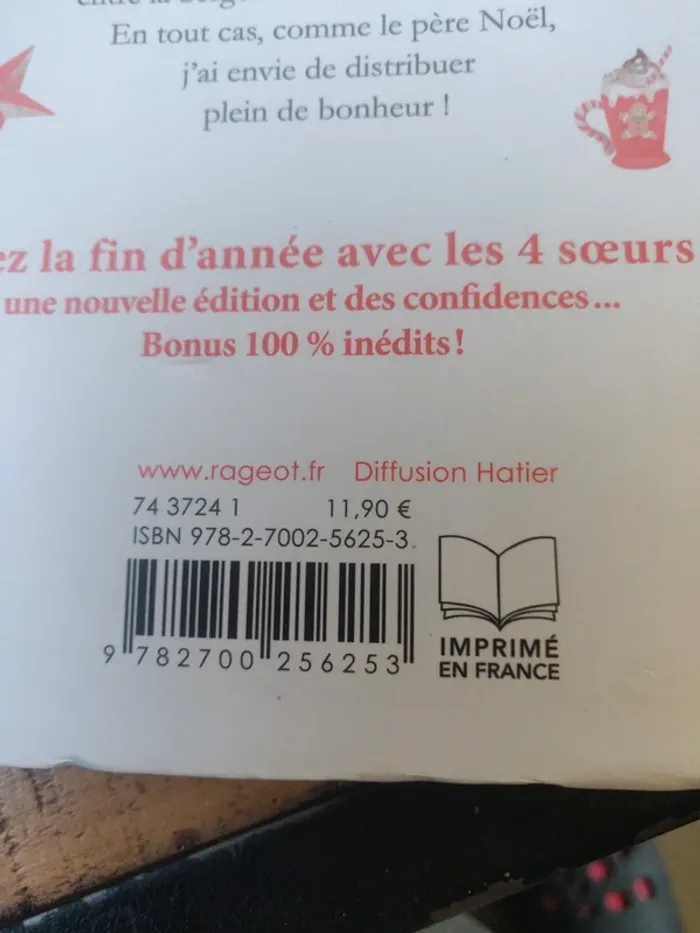 En tout cas, comme le père Noël,
j'ai envie de distribuer
plein de bonheur !
la fin d'année avec les 4 sœurs
une nouvelle édition et des confidences...
Bonus 100 % inédits !
www.rageot.fr Diffusion Hatier
74 3724 1 11,90 €
ISBN 978-2-7002-5625-3
9 782700 256253
IMPRIMÉ
EN FRANCE